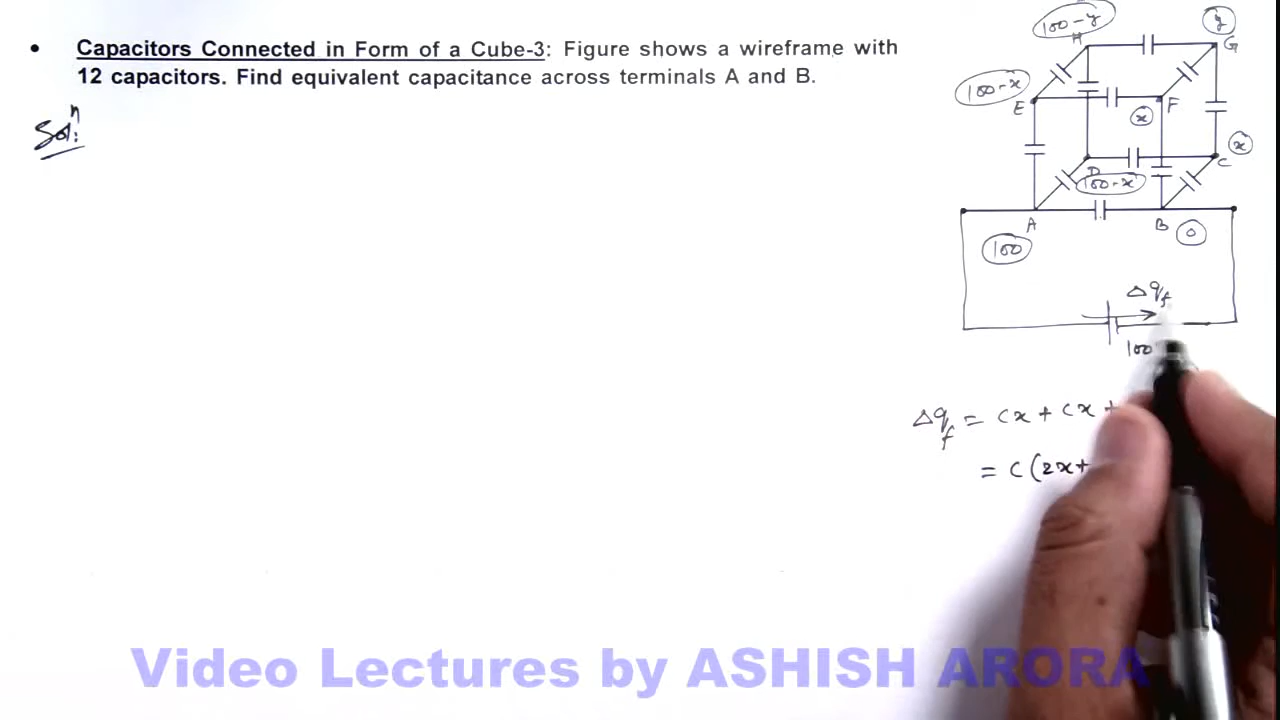 • Capacitors Connected in Form of a Cube-3: Figure shows a wireframe with
12 capacitors. Find equivalent capacitance across terminals A and B.
Solⁿ:
100-y
H
y
G
100-x
E
F
x
x
C
D
100-x
A
B
0
100
Δqf
100
Δqf = Cx + Cx +
= C(2x+
Video Lectures by ASHISH ARORA